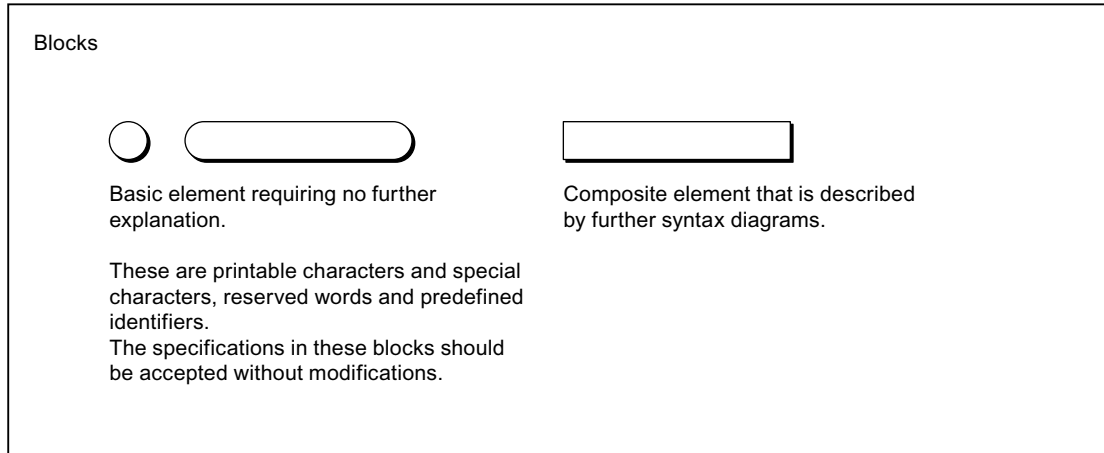 Blocks
Basic element requiring no further
explanation.
These are printable characters and special
characters, reserved words and predefined
identifiers.
The specifications in these blocks should
be accepted without modifications.
Composite element that is described
by further syntax diagrams.